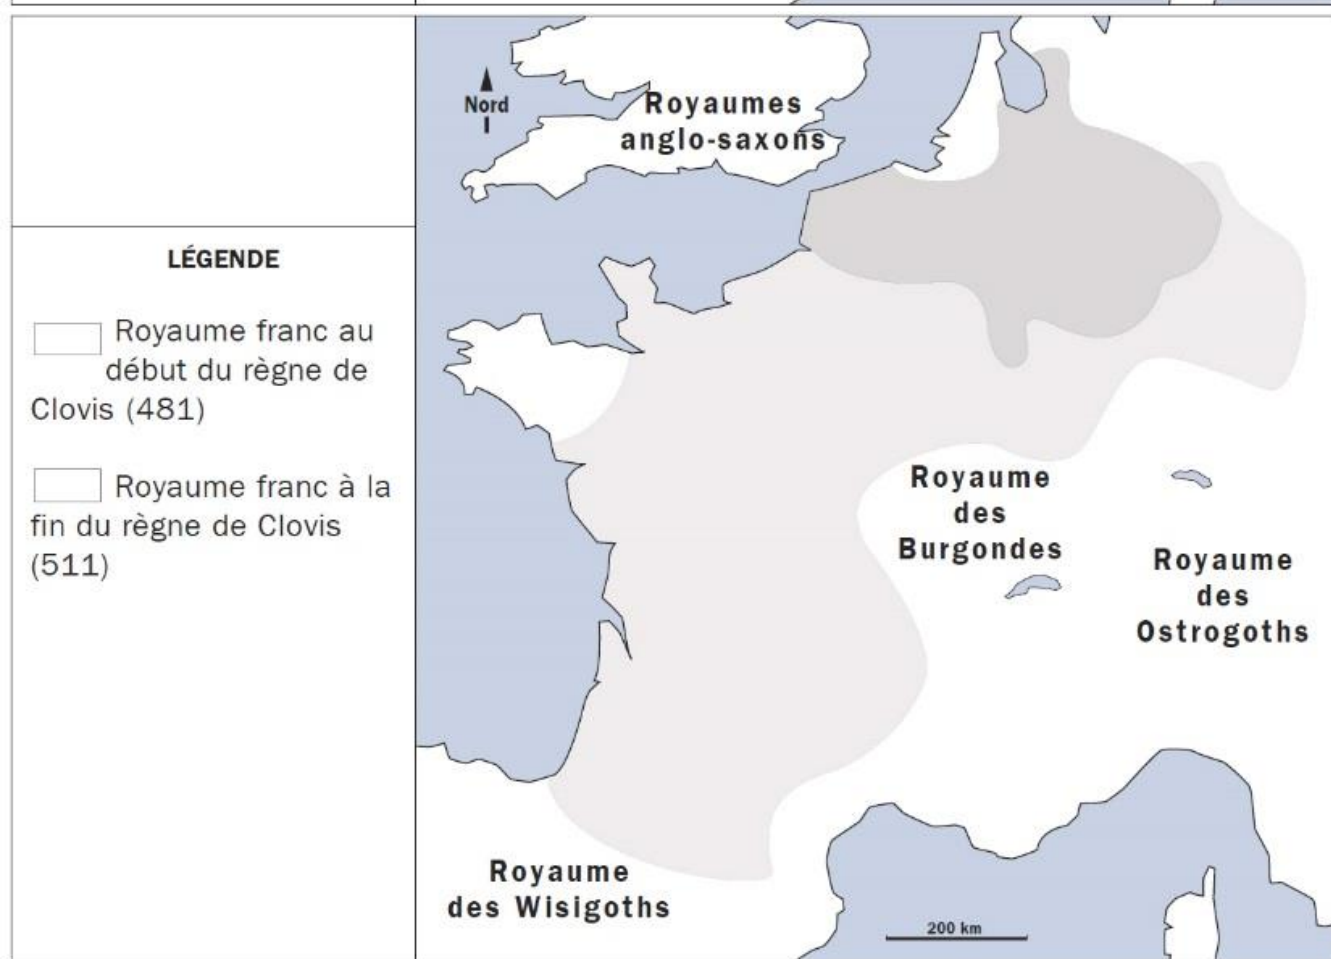 LÉGENDE
Royaume franc au
début du règne de
Clovis (481)
Royaume franc à la
fin du règne de Clovis
(511)
Nord
Royaumes
anglo-saxons
Royaume
des
Burgondes
Royaume
des
Ostrogoths
Royaume
des Wisigoths
200 km